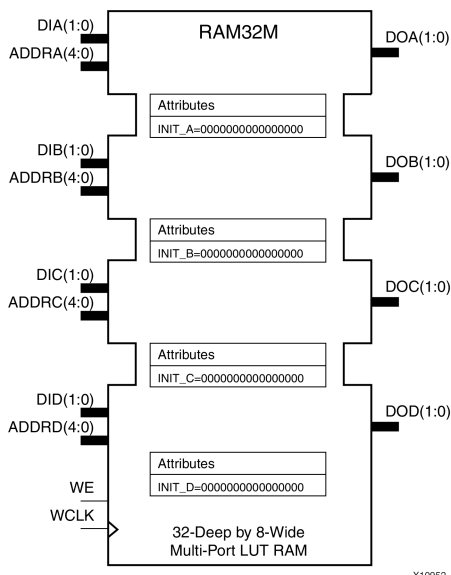 DIA(1:0)
RAM32M
DOA(1:0)
ADDRA(4:0)
Attributes
INIT_A=0000000000000000
DIB(1:0)
DOB(1:0)
ADDRB(4:0)
Attributes
INIT_B=0000000000000000
DIC(1:0)
DOC(1:0)
ADDRC(4:0)
Attributes
INIT_C=0000000000000000
DID(1:0)
DOD(1:0)
ADDRD(4:0)
Attributes
INIT_D=0000000000000000
WE
WCLK
32-Deep by 8-Wide
Multi-Port LUT RAM